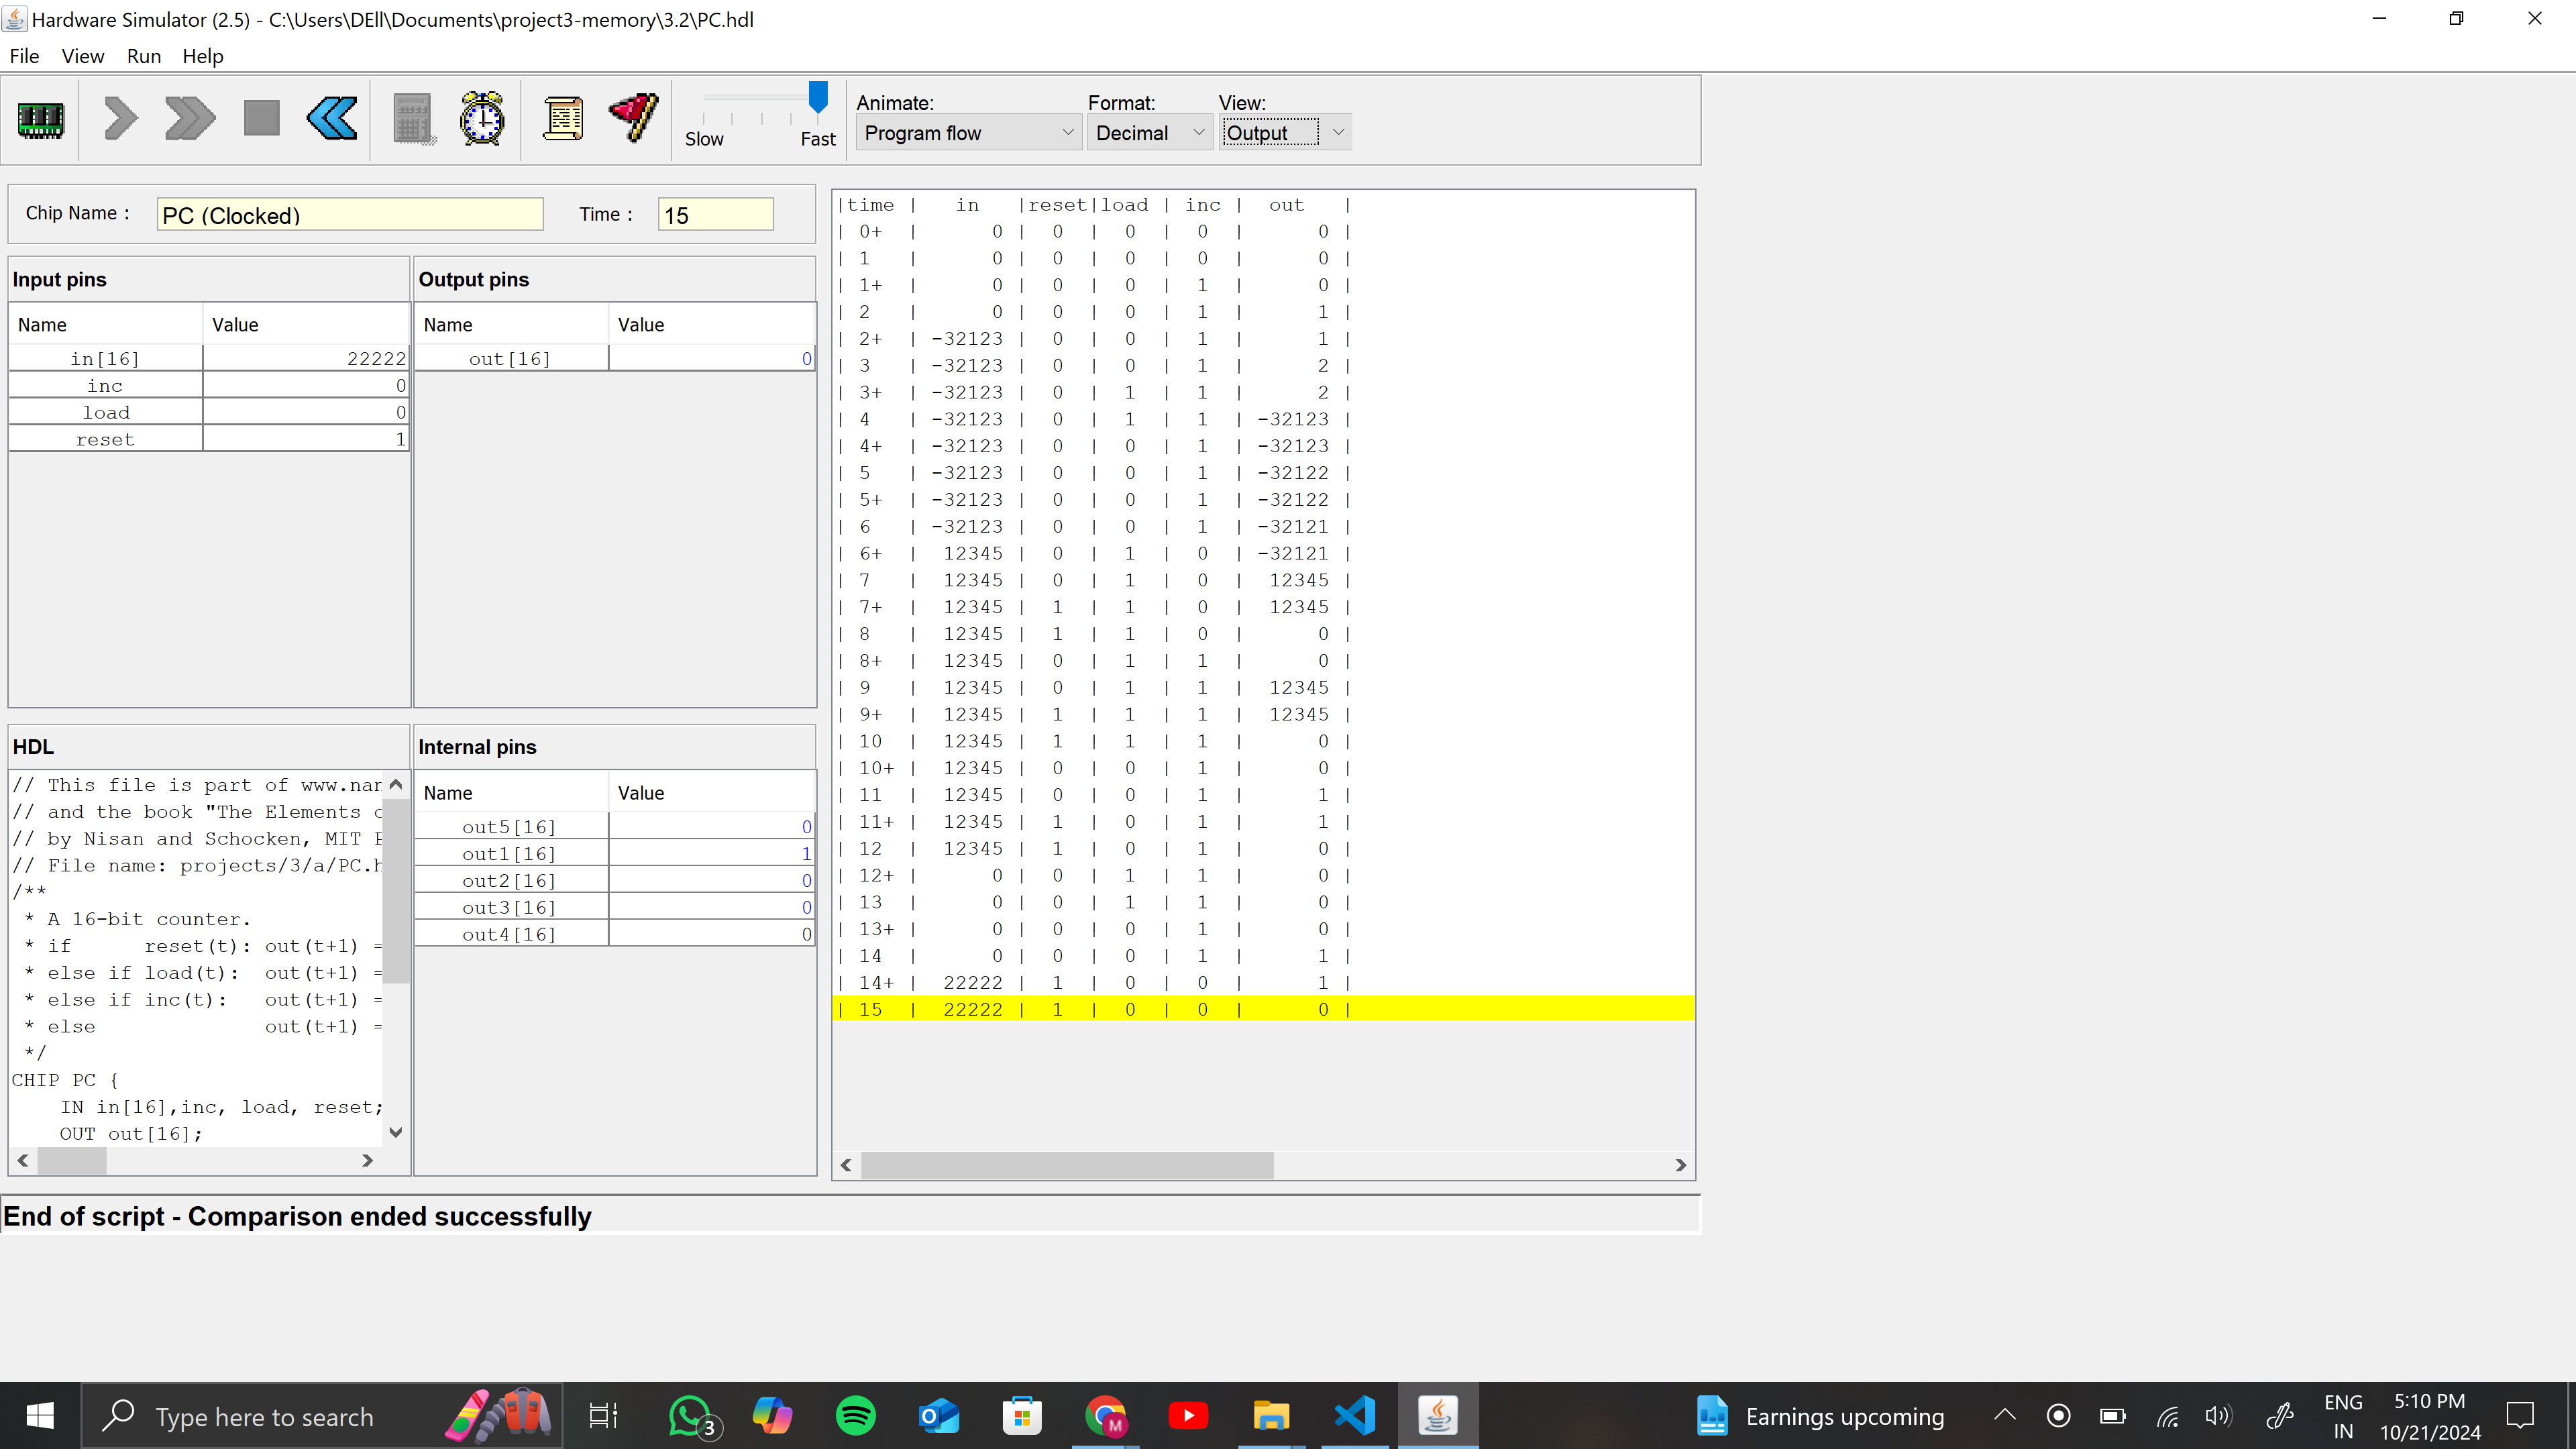 Hardware Simulator (2.5) - C:\Users\DEll\Documents\project3-memory\3.2\PC.hdl
File View Run Help
Slow Fast
Animate: Format: View:
Program flow Decimal Output
Chip Name : PC (Clocked) Time : 15
Input pins
Name Value
in[16] 22222
inc 0
load 0
reset 1
Output pins
Name Value
out[16] 0
HDL
// This file is part of www.nan
// and the book "The Elements o
// by Nisan and Schocken, MIT P
// File name: projects/3/a/PC.h
/**
* A 16-bit counter.
* if reset(t): out(t+1) =
* else if load(t): out(t+1) =
* else if inc(t): out(t+1) =
* else out(t+1) =
*/
CHIP PC {
IN in[16],inc, load, reset;
OUT out[16];
Internal pins
Name Value
out5[16] 0
out1[16] 1
out2[16] 0
out3[16] 0
out4[16] 0
|time | in |reset|load | inc | out |
| 0+ | 0 | 0 | 0 | 0 | 0 |
| 1 | 0 | 0 | 0 | 0 | 0 |
| 1+ | 0 | 0 | 0 | 1 | 0 |
| 2 | 0 | 0 | 0 | 1 | 1 |
| 2+ | -32123 | 0 | 0 | 1 | 1 |
| 3 | -32123 | 0 | 0 | 1 | 2 |
| 3+ | -32123 | 0 | 1 | 1 | 2 |
| 4 | -32123 | 0 | 1 | 1 | -32123 |
| 4+ | -32123 | 0 | 0 | 1 | -32123 |
| 5 | -32123 | 0 | 0 | 1 | -32122 |
| 5+ | -32123 | 0 | 0 | 1 | -32122 |
| 6 | -32123 | 0 | 0 | 1 | -32121 |
| 6+ | 12345 | 0 | 1 | 0 | -32121 |
| 7 | 12345 | 0 | 1 | 0 | 12345 |
| 7+ | 12345 | 1 | 1 | 0 | 12345 |
| 8 | 12345 | 1 | 1 | 0 | 0 |
| 8+ | 12345 | 0 | 1 | 1 | 0 |
| 9 | 12345 | 0 | 1 | 1 | 12345 |
| 9+ | 12345 | 1 | 1 | 1 | 12345 |
| 10 | 12345 | 1 | 1 | 1 | 0 |
| 10+ | 12345 | 0 | 0 | 1 | 0 |
| 11 | 12345 | 0 | 0 | 1 | 1 |
| 11+ | 12345 | 1 | 0 | 1 | 1 |
| 12 | 12345 | 1 | 0 | 1 | 0 |
| 12+ | 0 | 0 | 1 | 1 | 0 |
| 13 | 0 | 0 | 1 | 1 | 0 |
| 13+ | 0 | 0 | 0 | 1 | 0 |
| 14 | 0 | 0 | 0 | 1 | 1 |
| 14+ | 22222 | 1 | 0 | 0 | 1 |
| 15 | 22222 | 1 | 0 | 0 | 0 |
End of script - Comparison ended successfully
Type here to search
3
M
Earnings upcoming
ENG
IN
5:10 PM
10/21/2024